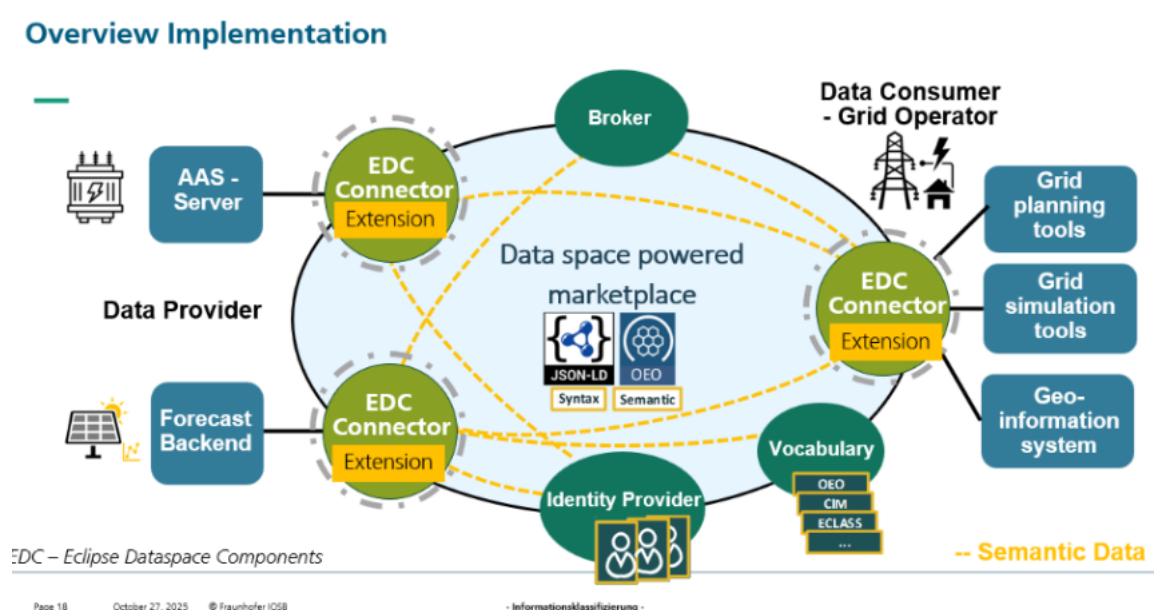 Overview Implementation
Broker
Data Consumer
- Grid Operator
AAS -
Server
EDC
Connector
Extension
Grid
planning
tools
Data space powered
marketplace
EDC
Connector
Extension
Grid
simulation
tools
Data Provider
JSON-LD
OEO
Syntax
Semantic
Forecast
Backend
EDC
Connector
Extension
Geo-
information
system
Vocabulary
OEO
CIM
ECLASS
...
Identity Provider
EDC – Eclipse Dataspace Components
-- Semantic Data
Page 18 October 27, 2025 © Fraunhofer IOSB - Informationsklassifizierung -